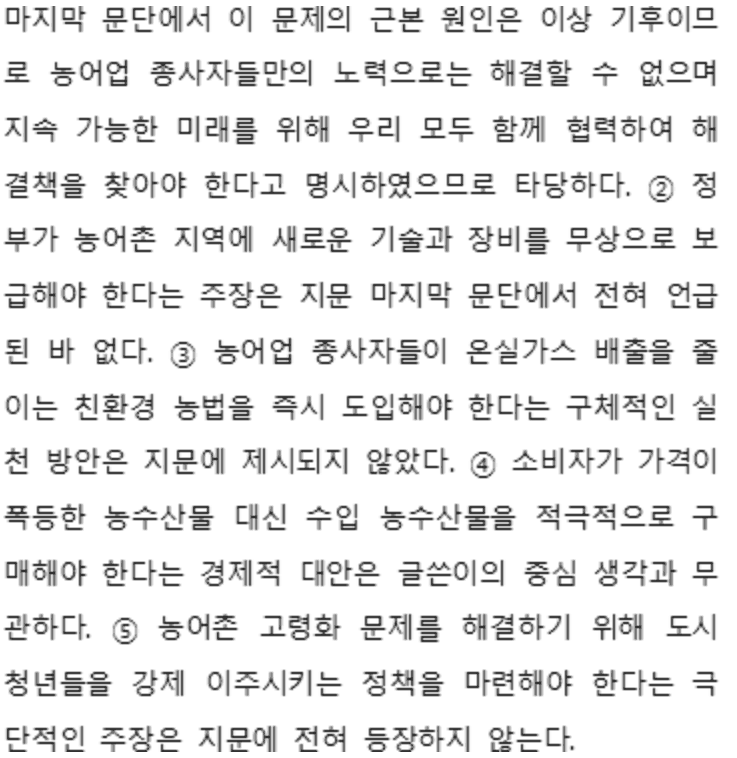 마지막 문단에서 이 문제의 근본 원인은 이상 기후이므
로 농어업 종사자들만의 노력으로는 해결할 수 없으며
지속 가능한 미래를 위해 우리 모두 함께 협력하여 해
결책을 찾아야 한다고 명시하였으므로 타당하다. ② 정
부가 농어촌 지역에 새로운 기술과 장비를 무상으로 보
급해야 한다는 주장은 지문 마지막 문단에서 전혀 언급
된 바 없다. ③ 농어업 종사자들이 온실가스 배출을 줄
이는 친환경 농법을 즉시 도입해야 한다는 구체적인 실
천 방안은 지문에 제시되지 않았다. ④ 소비자가 가격이
폭등한 농수산물 대신 수입 농수산물을 적극적으로 구
매해야 한다는 경제적 대안은 글쓴이의 중심 생각과 무
관하다. ⑤ 농어촌 고령화 문제를 해결하기 위해 도시
청년들을 강제 이주시키는 정책을 마련해야 한다는 극
단적인 주장은 지문에 전혀 등장하지 않는다.